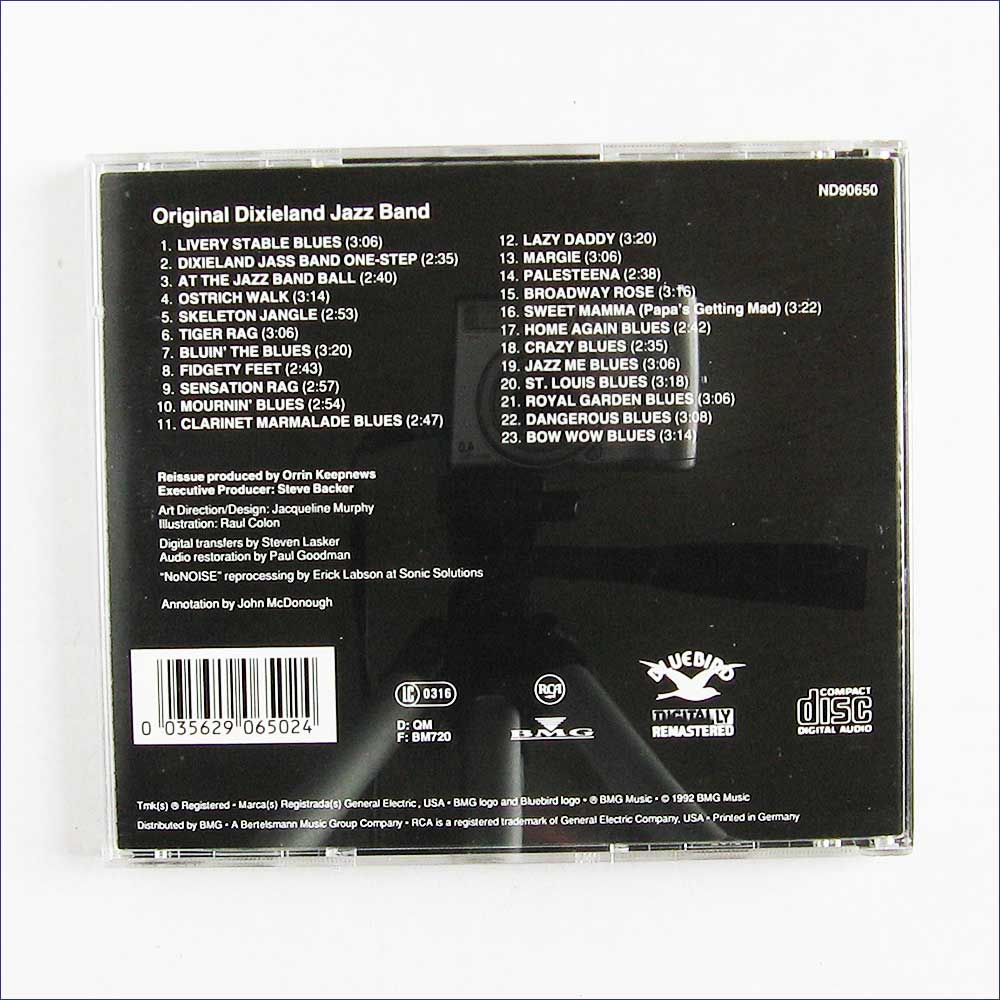 ND90650
Original Dixieland Jazz Band
1. LIVERY STABLE BLUES (3:06)
2. DIXIELAND JASS BAND ONE-STEP (2:35)
3. AT THE JAZZ BAND BALL (2:40)
4. OSTRICH WALK (3:14)
5. SKELETON JANGLE (2:53)
6. TIGER RAG (3:06)
7. BLUIN' THE BLUES (3:20)
8. FIDGETY FEET (2:43)
9. SENSATION RAG (2:57)
10. MOURNIN' BLUES (2:54)
11. CLARINET MARMALADE BLUES (2:47)
12. LAZY DADDY (3:20)
13. MARGIE (3:06)
14. PALESTEENA (2:38)
15. BROADWAY ROSE (3:16)
16. SWEET MAMMA (Papa's Getting Mad) (3:22)
17. HOME AGAIN BLUES (2:42)
18. CRAZY BLUES (2:35)
19. JAZZ ME BLUES (3:06)
20. ST. LOUIS BLUES (3:18)
21. ROYAL GARDEN BLUES (3:06)
22. DANGEROUS BLUES (3:08)
23. BOW WOW BLUES (3:14)
Reissue produced by Orrin Keepnews
Executive Producer: Steve Backer
Art Direction/Design: Jacqueline Murphy
Illustration: Raul Colon
Digital transfers by Steven Lasker
Audio restoration by Paul Goodman
"NoNOISE" reprocessing by Erick Labson at Sonic Solutions
Annotation by John McDonough
0 035629 065024
LC 0316
D: QM
F: BM720
RCA
BMG
BLUEBIRD
DIGITALLY
REMASTERED
COMPACT
disc
DIGITAL AUDIO
Tmk(s) ® Registered • Marca(s) Registrada(s) General Electric, USA • BMG logo and Bluebird logo • ® BMG Music • © 1992 BMG Music
Distributed by BMG • A Bertelsmann Music Group Company • RCA is a registered trademark of General Electric Company, USA • Printed in Germany